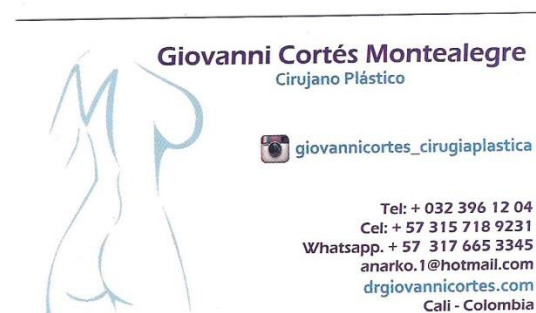 Giovanni Cortés Montealegre
Cirujano Plástico
giovannicortes_cirugiaplastica
Tel: + 032 396 12 04
Cel: + 57 315 718 9231
Whatsapp. + 57 317 665 3345
anarko.1@hotmail.com
drgiovannicortes.com
Cali - Colombia